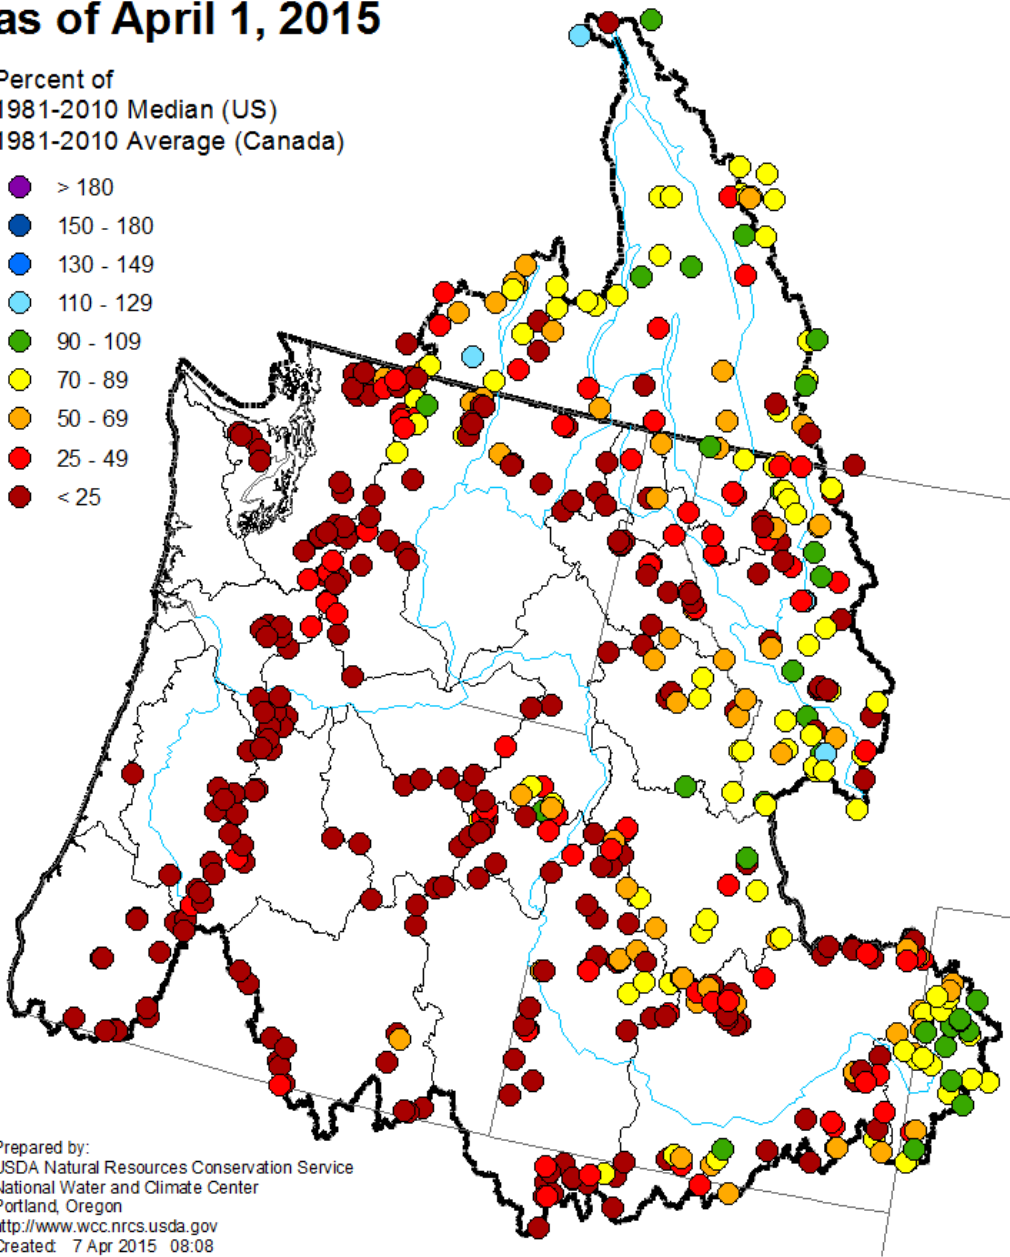 as of April 1, 2015
Percent of
1981-2010 Median (US)
1981-2010 Average (Canada)
> 180
150 - 180
130 - 149
110 - 129
90 - 109
70 - 89
50 - 69
25 - 49
< 25
Prepared by:
USDA Natural Resources Conservation Service
National Water and Climate Center
Portland, Oregon
http://www.wcc.nrcs.usda.gov
Created: 7 Apr 2015 08:08